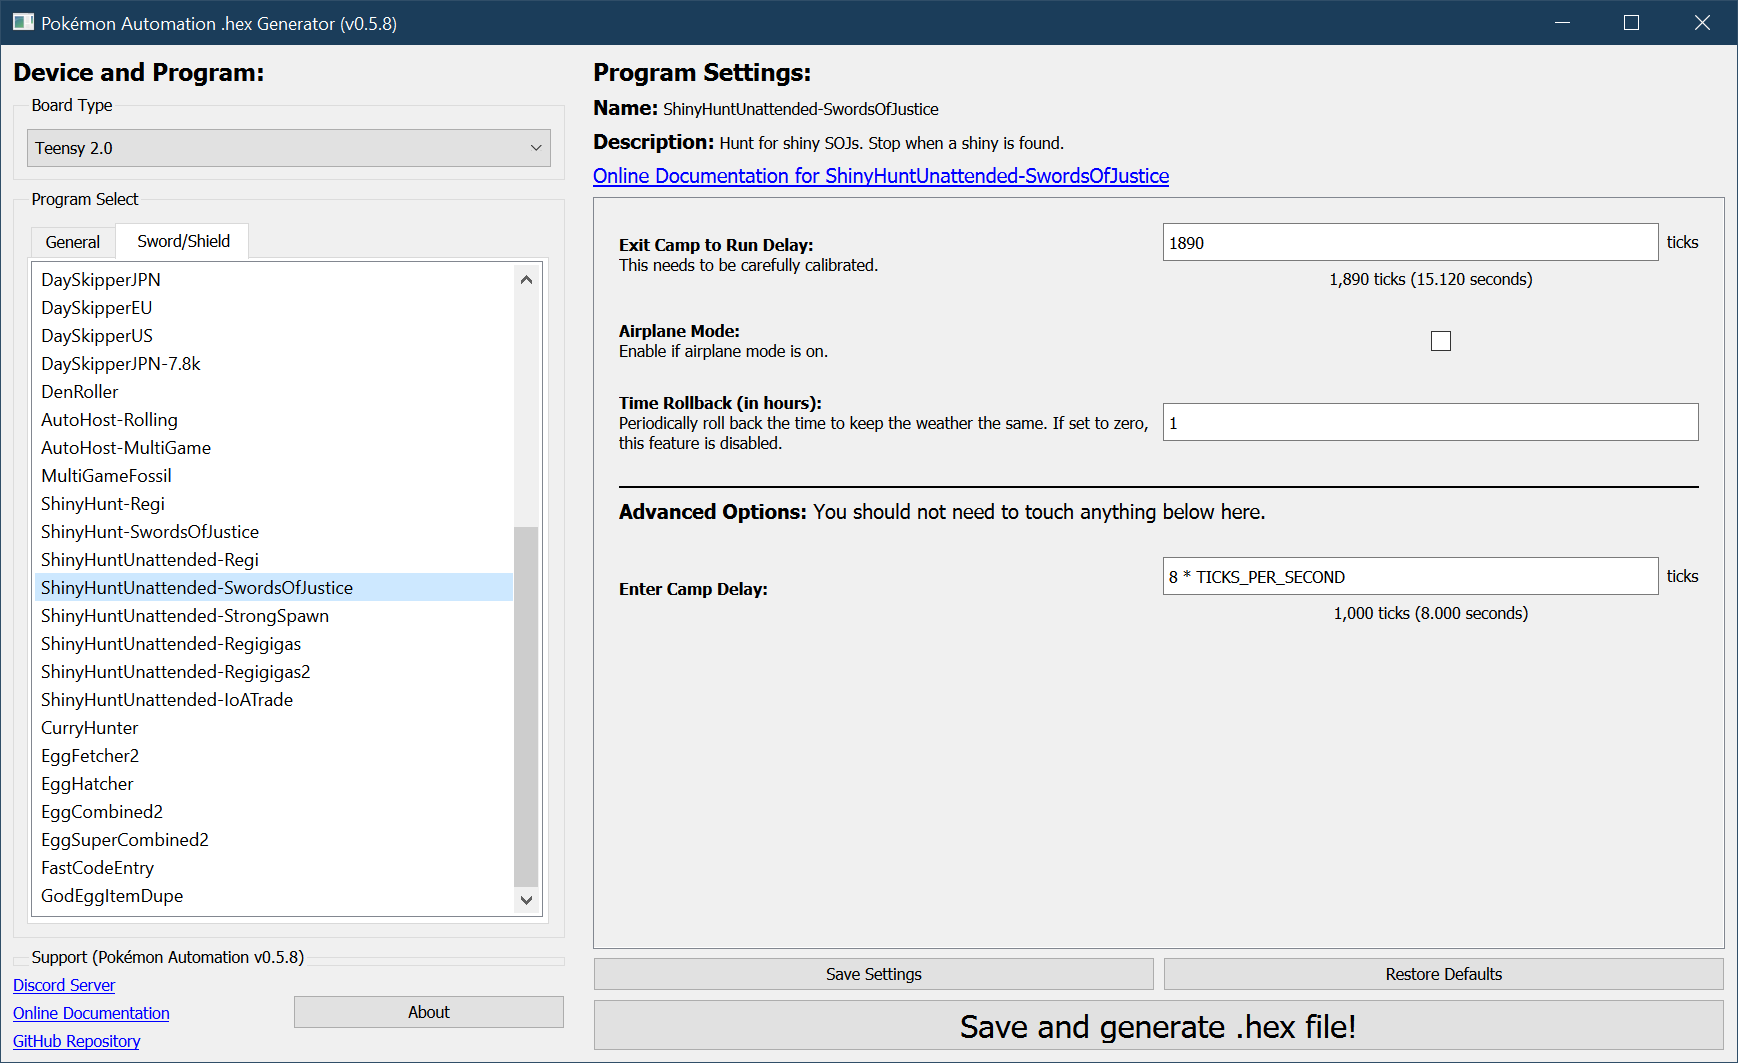 Pokémon Automation .hex Generator (v0.5.8)
Device and Program:
Board Type
Teensy 2.0
Program Select
General
Sword/Shield
DaySkipperJPN
DaySkipperEU
DaySkipperUS
DaySkipperJPN-7.8k
DenRoller
AutoHost-Rolling
AutoHost-MultiGame
MultiGameFossil
ShinyHunt-Regi
ShinyHunt-SwordsOfJustice
ShinyHuntUnattended-Regi
ShinyHuntUnattended-SwordsOfJustice
ShinyHuntUnattended-StrongSpawn
ShinyHuntUnattended-Regigigas
ShinyHuntUnattended-Regigigas2
ShinyHuntUnattended-IoATrade
CurryHunter
EggFetcher2
EggHatcher
EggCombined2
EggSuperCombined2
FastCodeEntry
GodEggItemDupe
Support (Pokémon Automation v0.5.8)
Discord Server
Online Documentation
GitHub Repository
About
Program Settings:
Name: ShinyHuntUnattended-SwordsOfJustice
Description: Hunt for shiny SOJs. Stop when a shiny is found.
Online Documentation for ShinyHuntUnattended-SwordsOfJustice
Exit Camp to Run Delay:
This needs to be carefully calibrated.
1890 ticks
1,890 ticks (15.120 seconds)
Airplane Mode:
Enable if airplane mode is on.
Time Rollback (in hours):
Periodically roll back the time to keep the weather the same. If set to zero,
this feature is disabled.
1
Advanced Options: You should not need to touch anything below here.
Enter Camp Delay:
8 * TICKS_PER_SECOND ticks
1,000 ticks (8.000 seconds)
Save Settings
Restore Defaults
Save and generate .hex file!